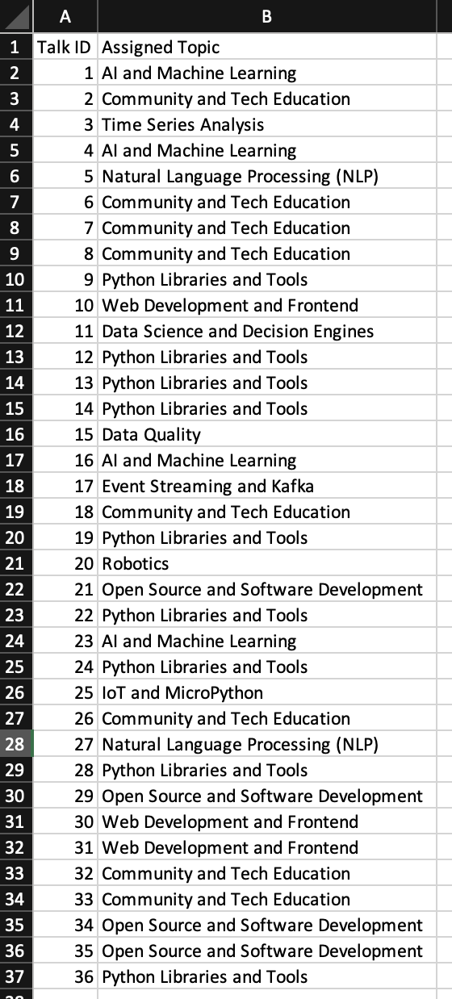 A B
1 Talk ID Assigned Topic
2 1 AI and Machine Learning
3 2 Community and Tech Education
4 3 Time Series Analysis
5 4 AI and Machine Learning
6 5 Natural Language Processing (NLP)
7 6 Community and Tech Education
8 7 Community and Tech Education
9 8 Community and Tech Education
10 9 Python Libraries and Tools
11 10 Web Development and Frontend
12 11 Data Science and Decision Engines
13 12 Python Libraries and Tools
14 13 Python Libraries and Tools
15 14 Python Libraries and Tools
16 15 Data Quality
17 16 AI and Machine Learning
18 17 Event Streaming and Kafka
19 18 Community and Tech Education
20 19 Python Libraries and Tools
21 20 Robotics
22 21 Open Source and Software Development
23 22 Python Libraries and Tools
24 23 AI and Machine Learning
25 24 Python Libraries and Tools
26 25 IoT and MicroPython
27 26 Community and Tech Education
28 27 Natural Language Processing (NLP)
29 28 Python Libraries and Tools
30 29 Open Source and Software Development
31 30 Web Development and Frontend
32 31 Web Development and Frontend
33 32 Community and Tech Education
34 33 Community and Tech Education
35 34 Open Source and Software Development
36 35 Open Source and Software Development
37 36 Python Libraries and Tools